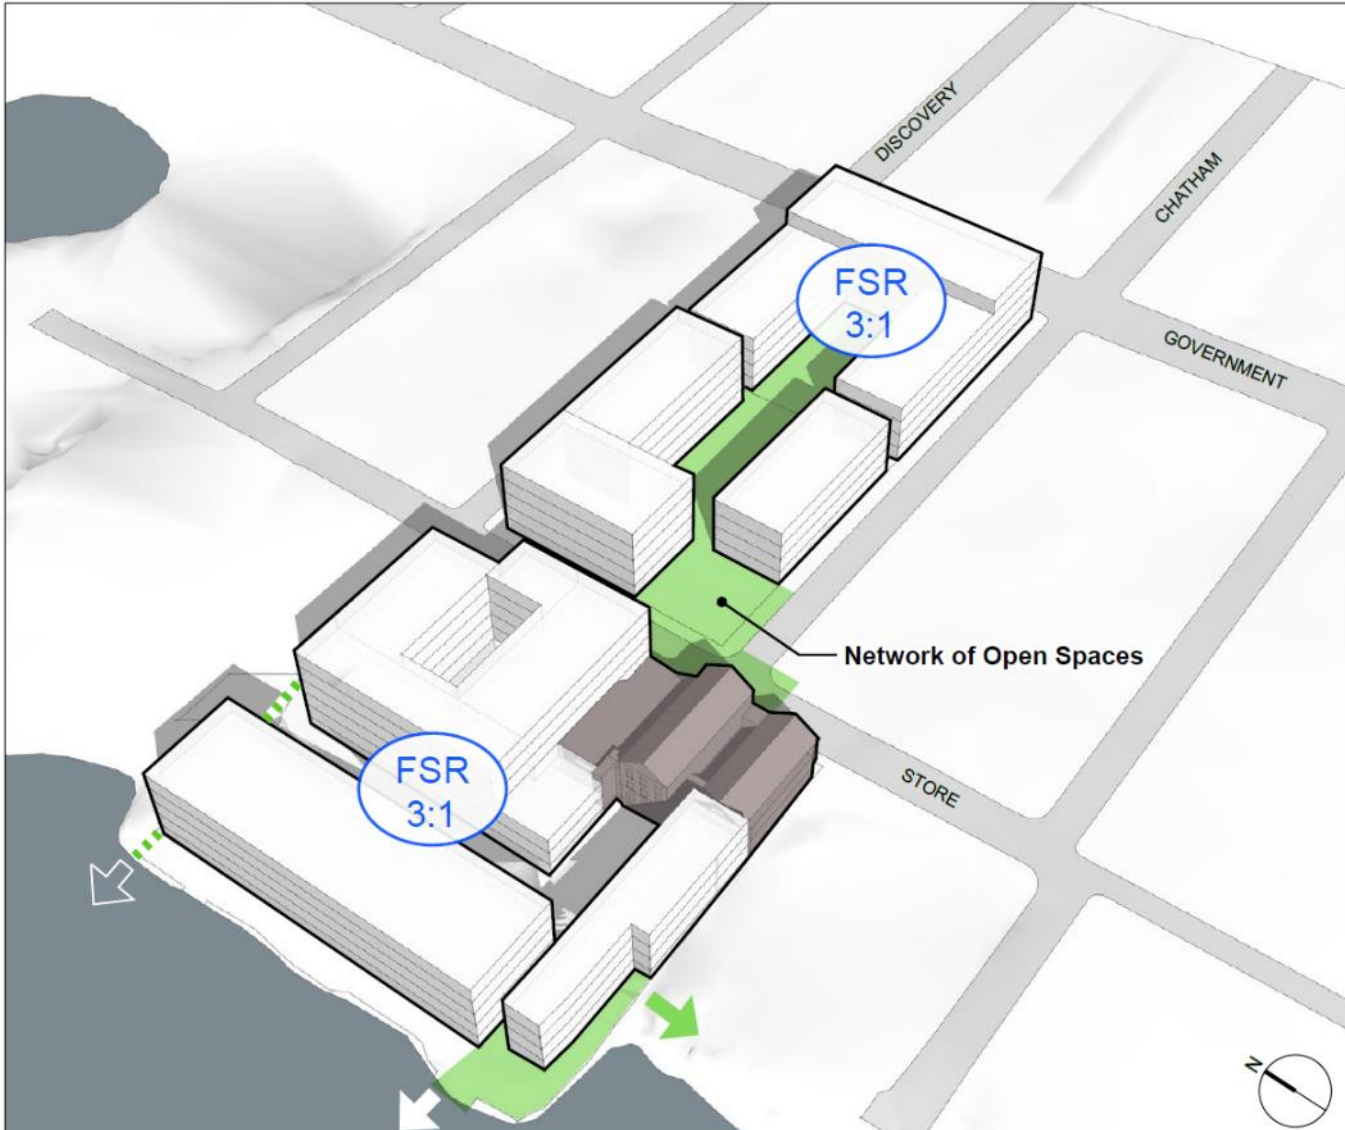 DISCOVERY
CHATHAM
FSR
3:1
GOVERNMENT
Network of Open Spaces
FSR
3:1
STORE
N